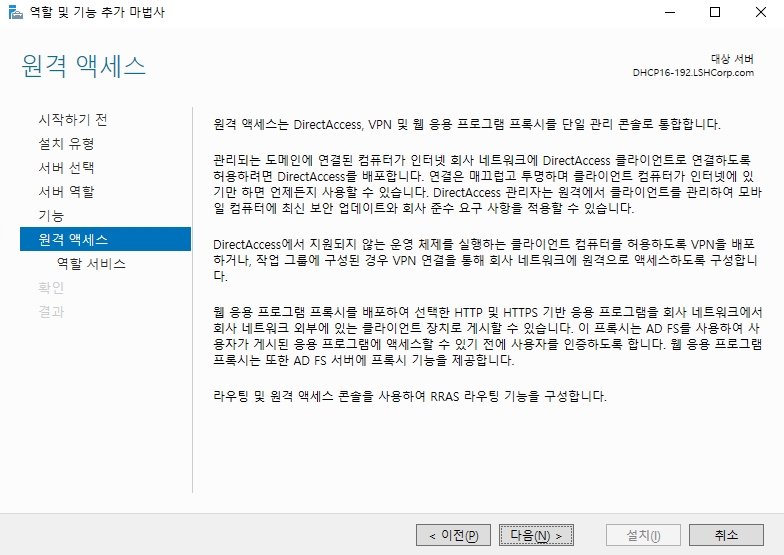 역할 및 기능 추가 마법사
원격 액세스
대상 서버
DHCP16-192.LSHCorp.com
시작하기 전
설치 유형
서버 선택
서버 역할
기능
원격 액세스
역할 서비스
확인
결과
원격 액세스는 DirectAccess, VPN 및 웹 응용 프로그램 프록시를 단일 관리 콘솔로 통합합니다.
관리되는 도메인에 연결된 컴퓨터가 인터넷 회사 네트워크에 DirectAccess 클라이언트로 연결하도록
허용하려면 DirectAccess를 배포합니다. 연결은 매끄럽고 투명하며 클라이언트 컴퓨터가 인터넷에 있
기만 하면 언제든지 사용할 수 있습니다. DirectAccess 관리자는 원격에서 클라이언트를 관리하여 모바
일 컴퓨터에 최신 보안 업데이트와 회사 준수 요구 사항을 적용할 수 있습니다.
DirectAccess에서 지원되지 않는 운영 체제를 실행하는 클라이언트 컴퓨터를 허용하도록 VPN을 배포
하거나, 작업 그룹에 구성된 경우 VPN 연결을 통해 회사 네트워크에 원격으로 액세스하도록 구성합니
다.
웹 응용 프로그램 프록시를 배포하여 선택한 HTTP 및 HTTPS 기반 응용 프로그램을 회사 네트워크에서
회사 네트워크 외부에 있는 클라이언트 장치로 게시할 수 있습니다. 이 프록시는 AD FS를 사용하여 사
용자가 게시된 응용 프로그램에 액세스할 수 있기 전에 사용자를 인증하도록 합니다. 웹 응용 프로그램
프록시는 또한 AD FS 서버에 프록시 기능을 제공합니다.
라우팅 및 원격 액세스 콘솔을 사용하여 RRAS 라우팅 기능을 구성합니다.
< 이전(P)
다음(N) >
설치(I)
취소